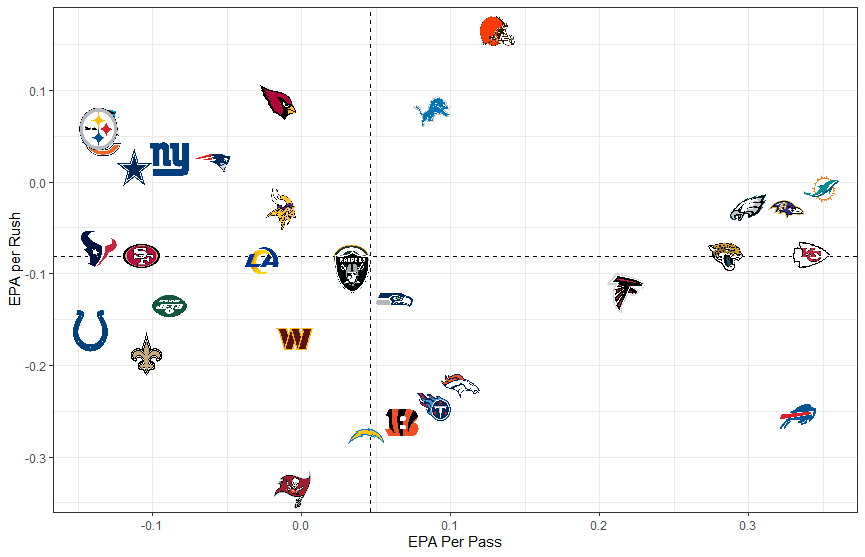 0.1
0.0
-0.1
-0.2
-0.3
EPA per Rush
ny
LA
RAIDERS
W
T
-0.1
0.0
0.1
0.2
0.3
EPA Per Pass